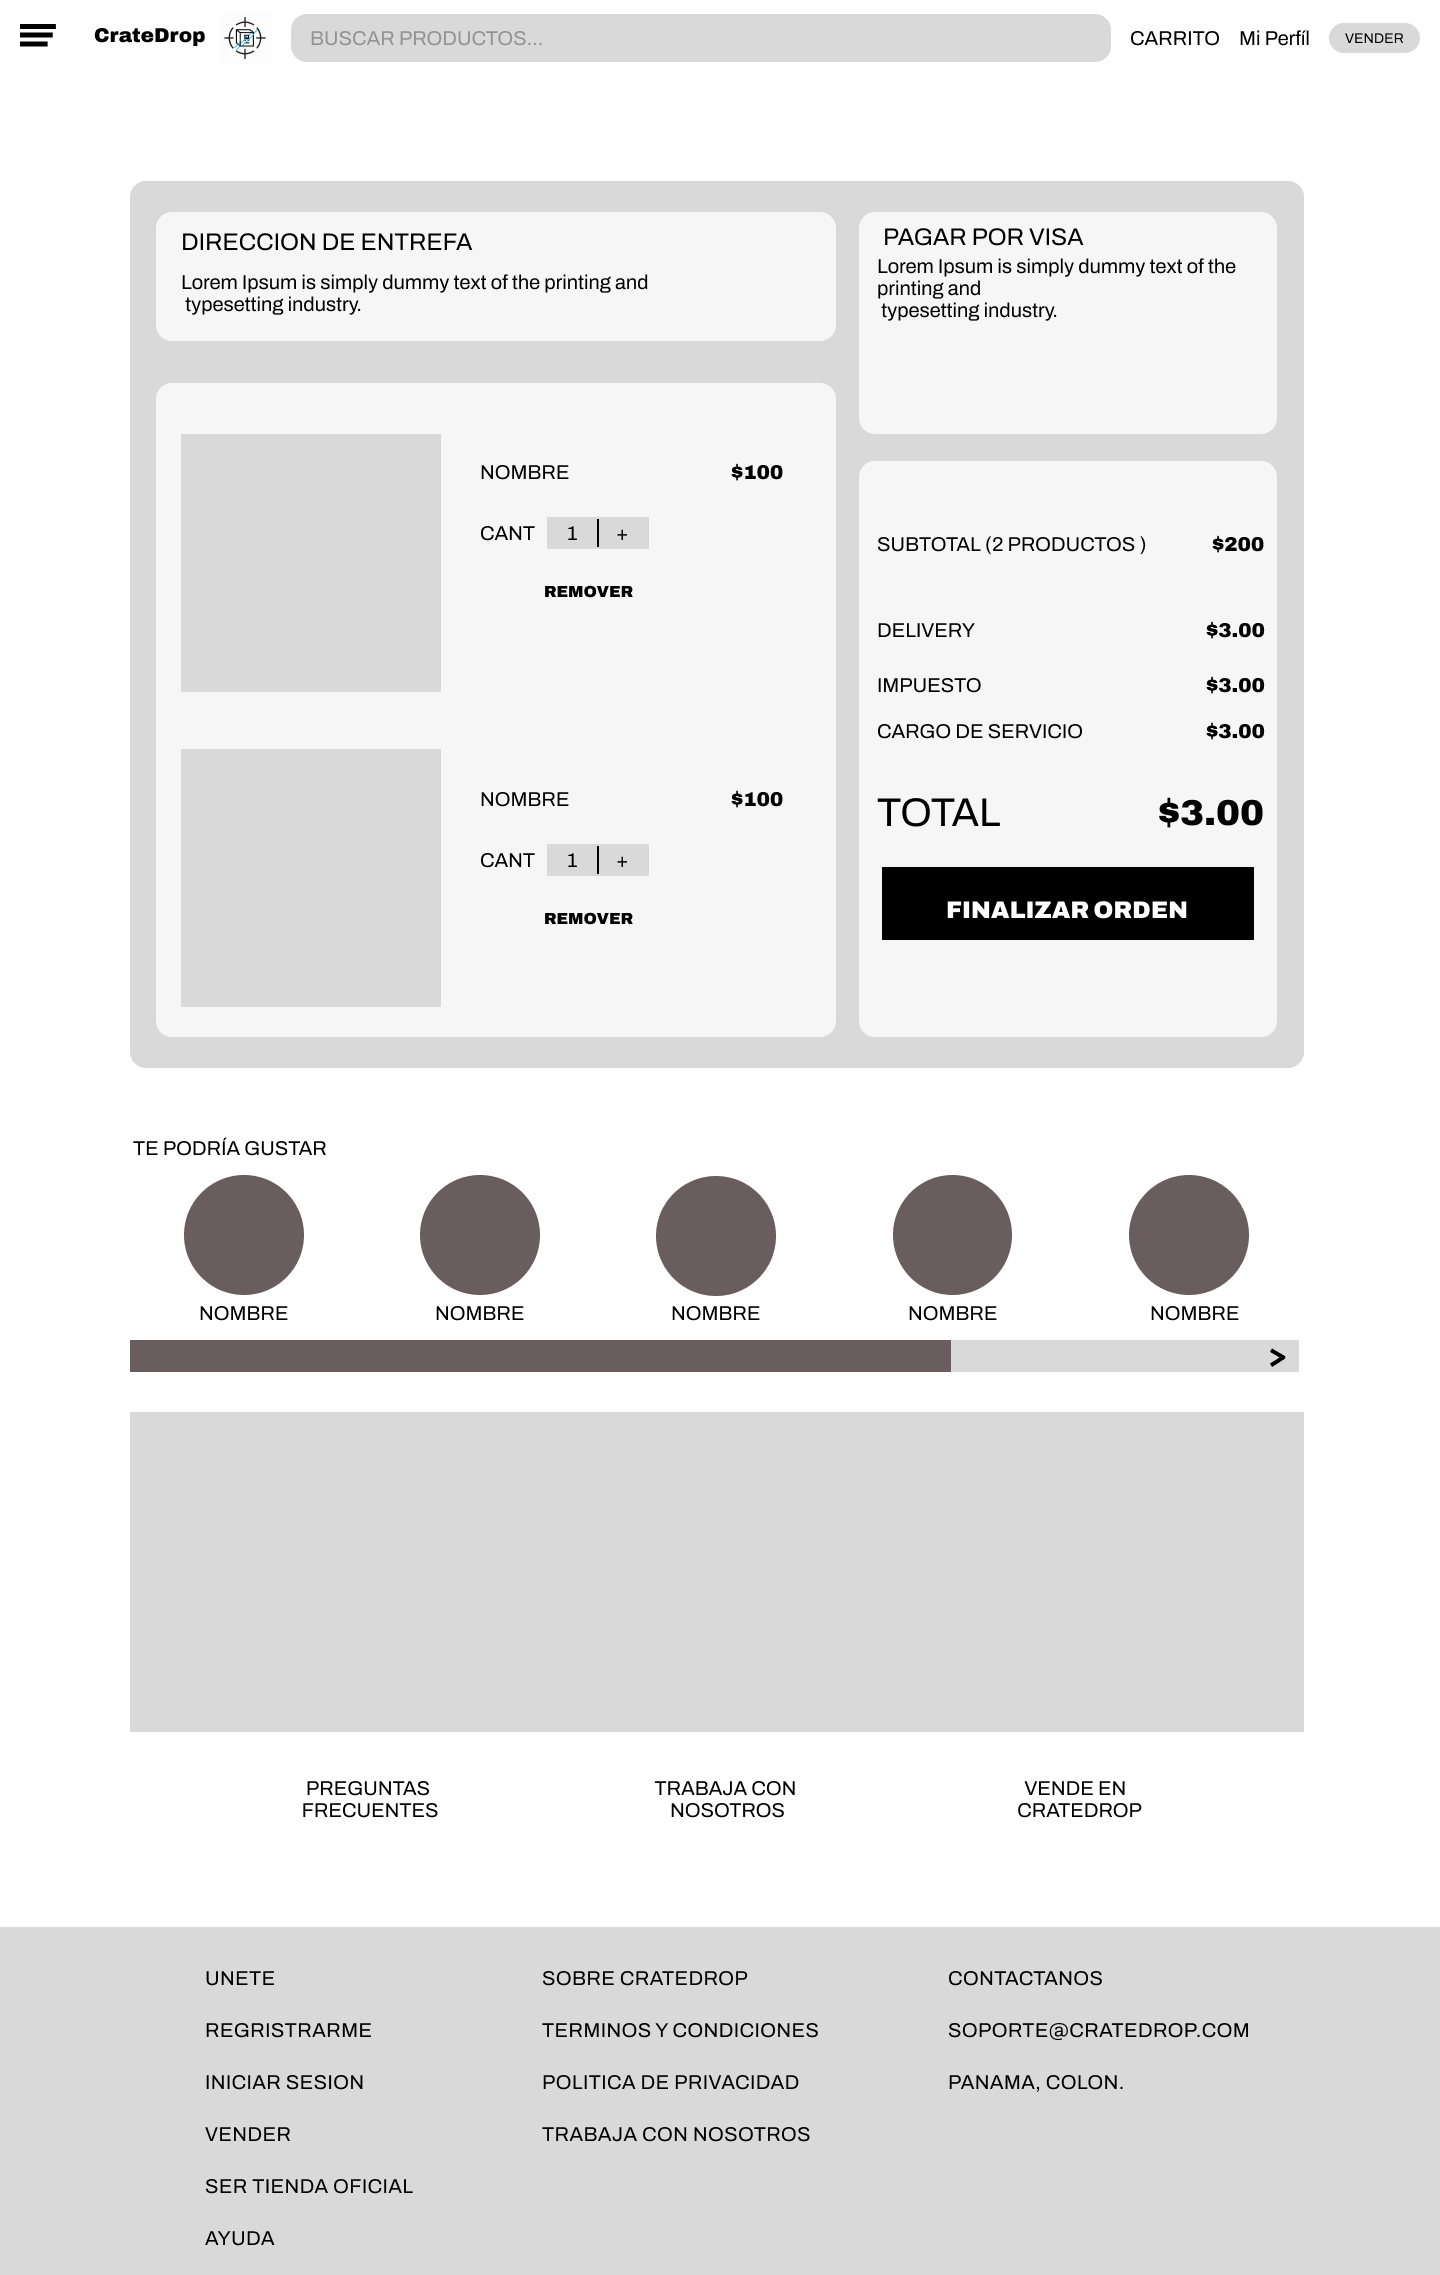 CrateDrop
BUSCAR PRODUCTOS...
CARRITO
Mi Perfíl
VENDER
DIRECCION DE ENTREFA
Lorem Ipsum is simply dummy text of the printing and
typesetting industry.
PAGAR POR VISA
Lorem Ipsum is simply dummy text of the
printing and
typesetting industry.
NOMBRE $100
CANT 1 +
REMOVER
NOMBRE $100
CANT 1 +
REMOVER
SUBTOTAL (2 PRODUCTOS ) $200
DELIVERY $3.00
IMPUESTO $3.00
CARGO DE SERVICIO $3.00
TOTAL $3.00
FINALIZAR ORDEN
TE PODRÍA GUSTAR
NOMBRE NOMBRE NOMBRE NOMBRE NOMBRE
>
PREGUNTAS
FRECUENTES
TRABAJA CON
NOSOTROS
VENDE EN
CRATEDROP
UNETE
REGRISTRARME
INICIAR SESION
VENDER
SER TIENDA OFICIAL
AYUDA
SOBRE CRATEDROP
TERMINOS Y CONDICIONES
POLITICA DE PRIVACIDAD
TRABAJA CON NOSOTROS
CONTACTANOS
SOPORTE@CRATEDROP.COM
PANAMA, COLON.